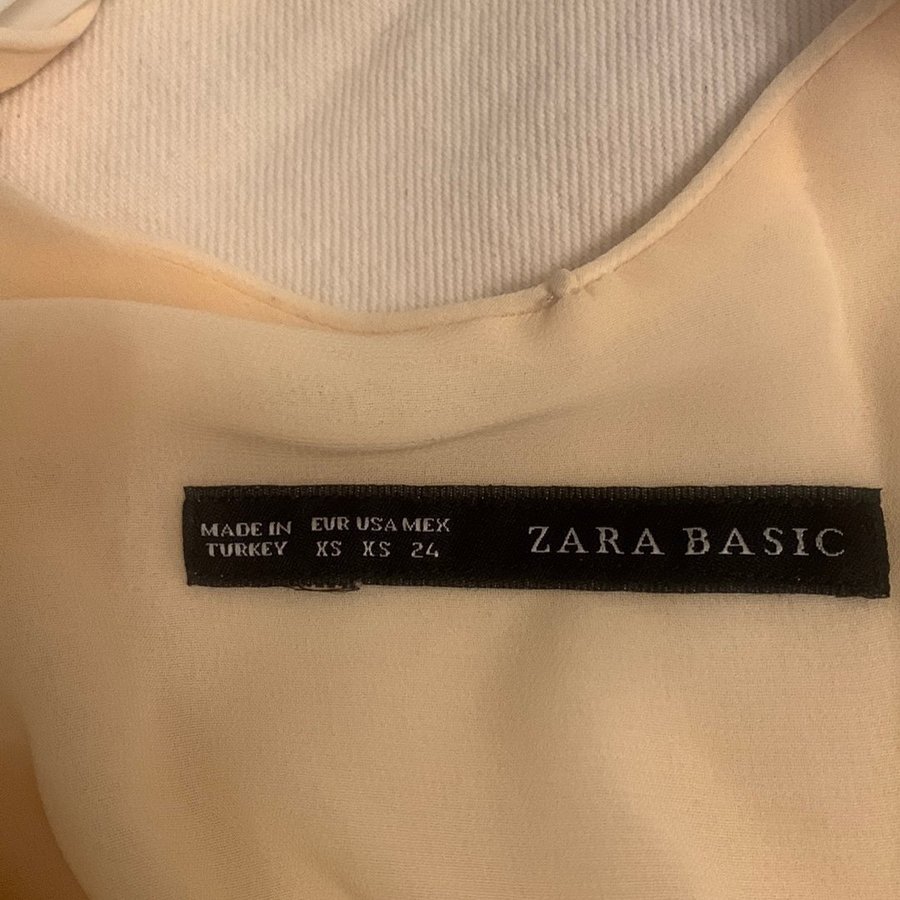 MADE IN
TURKEY
EUR USA MEX
XS XS 24
ZARA BASIC